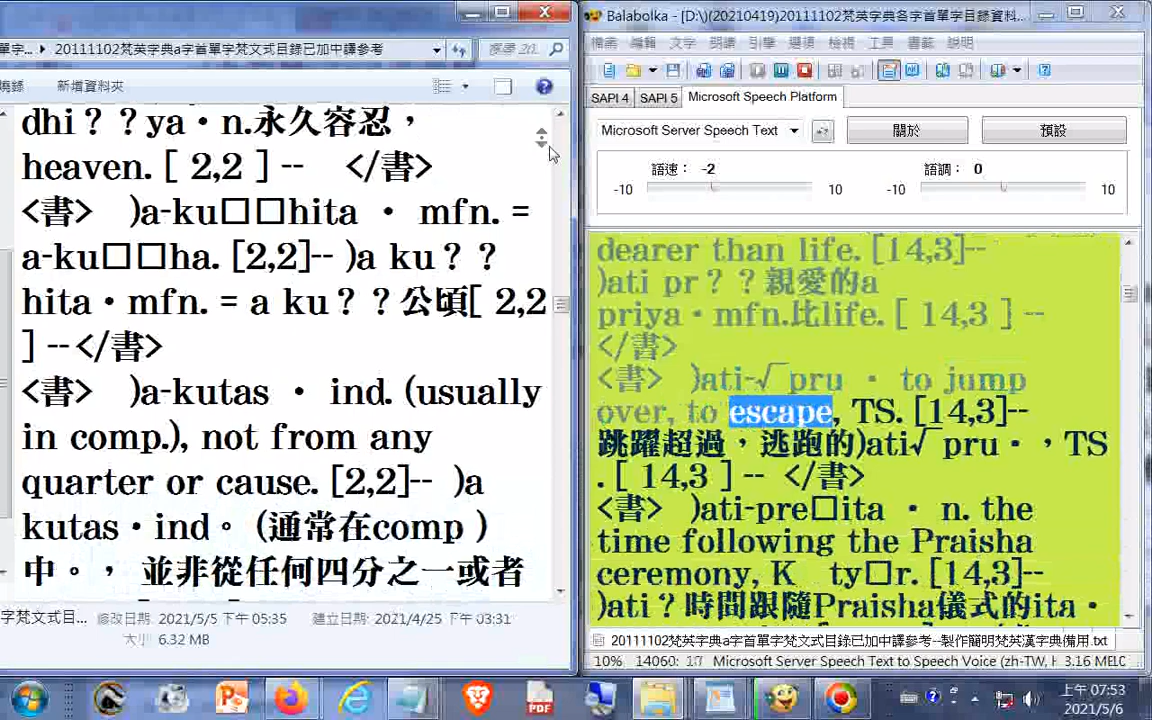 單字... ▸ 20111102梵英字典a字首單字梵文式目錄已加中譯參考
燒錄 新增資料夾
dhi？？ya‧n.永久容忍，
heaven. [ 2,2 ] -- </書>
<書> )a-ku□□hita ‧ mfn. =
a-ku□□ha. [2,2]-- )a ku？？
hita‧mfn. = a ku？？公頃[ 2,2
] --</書>
<書> )a-kutas ‧ ind. (usually
in comp.), not from any
quarter or cause. [2,2]-- )a
kutas‧ind。 (通常在comp )
中。， 並非從任何四分之一或者
字梵文式目... 修改日期: 2021/5/5 下午 05:35 建立日期: 2021/4/25 下午 03:31
大小: 6.32 MB
Balabolka - [D:\)(20210419)20111102梵英字典各字首單字目錄資料...
檔案 編輯 文字 朗讀 引擎 選項 檢視 工具 書籤 說明
SAPI 4 SAPI 5 Microsoft Speech Platform
Microsoft Server Speech Text 關於 預設
語速： -2 語調： 0
-10 10 -10 10
dearer than life. [14,3]--
)ati pr？？親愛的a
priya‧mfn.比life. [ 14,3 ] --
</書>
<書> )ati-√pru ‧ to jump
over, to escape, TS. [14,3]--
跳躍超過，逃跑的)ati√pru‧，TS
. [ 14,3 ] -- </書>
<書> )ati-pre□ita ‧ n. the
time following the Praisha
ceremony, K ty□r. [14,3]--
)ati？時間跟隨Praisha儀式的ita‧
20111102梵英字典a字首單字梵文式目錄已加中譯參考--製作簡明梵英漢字典備用.txt
10% 14060: 17 Microsoft Server Speech Text to Speech Voice (zh-TW, H 3.16 MELC
PDF
上午 07:53
2021/5/6